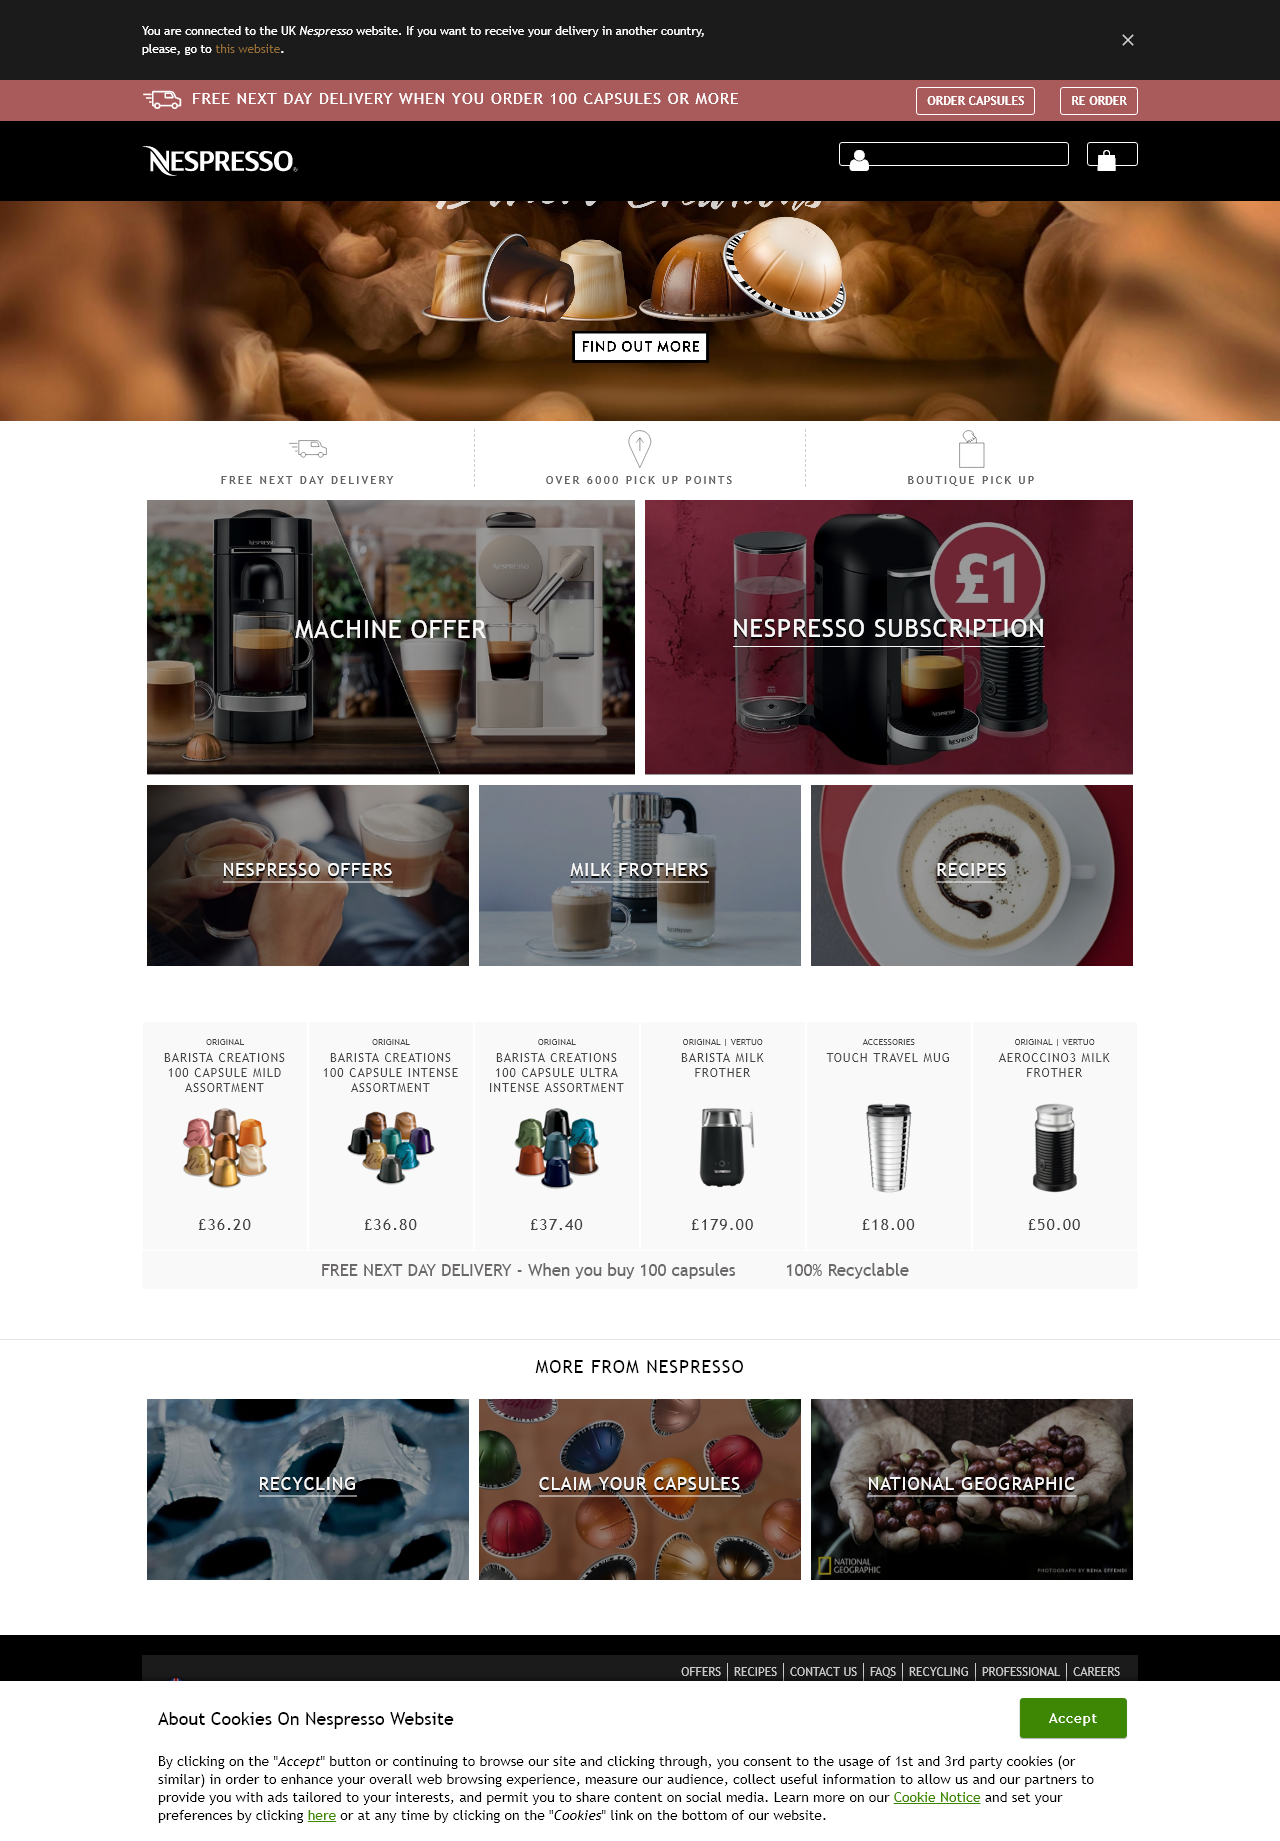 You are connected to the UK Nespresso website. If you want to receive your delivery in another country,
please, go to this website.
FREE NEXT DAY DELIVERY WHEN YOU ORDER 100 CAPSULES OR MORE
ORDER CAPSULES
RE ORDER
NESPRESSO
FIND OUT MORE
FREE NEXT DAY DELIVERY
OVER 6000 PICK UP POINTS
BOUTIQUE PICK UP
MACHINE OFFER
£1
NESPRESSO SUBSCRIPTION
NESPRESSO OFFERS
MILK FROTHERS
RECIPES
ORIGINAL
BARISTA CREATIONS
100 CAPSULE MILD
ASSORTMENT
£36.20
ORIGINAL
BARISTA CREATIONS
100 CAPSULE INTENSE
ASSORTMENT
£36.80
ORIGINAL
BARISTA CREATIONS
100 CAPSULE ULTRA
INTENSE ASSORTMENT
£37.40
ORIGINAL | VERTUO
BARISTA MILK
FROTHER
£179.00
ACCESSORIES
TOUCH TRAVEL MUG
£18.00
ORIGINAL | VERTUO
AEROCCINO3 MILK
FROTHER
£50.00
FREE NEXT DAY DELIVERY - When you buy 100 capsules
100% Recyclable
MORE FROM NESPRESSO
RECYCLING
CLAIM YOUR CAPSULES
NATIONAL GEOGRAPHIC
NATIONAL
GEOGRAPHIC
PHOTOGRAPH BY RENA EFFENDI
OFFERS | RECIPES | CONTACT US | FAQS | RECYCLING | PROFESSIONAL | CAREERS
About Cookies On Nespresso Website
Accept
By clicking on the "Accept" button or continuing to browse our site and clicking through, you consent to the usage of 1st and 3rd party cookies (or
similar) in order to enhance your overall web browsing experience, measure our audience, collect useful information to allow us and our partners to
provide you with ads tailored to your interests, and permit you to share content on social media. Learn more on our Cookie Notice and set your
preferences by clicking here or at any time by clicking on the "Cookies" link on the bottom of our website.